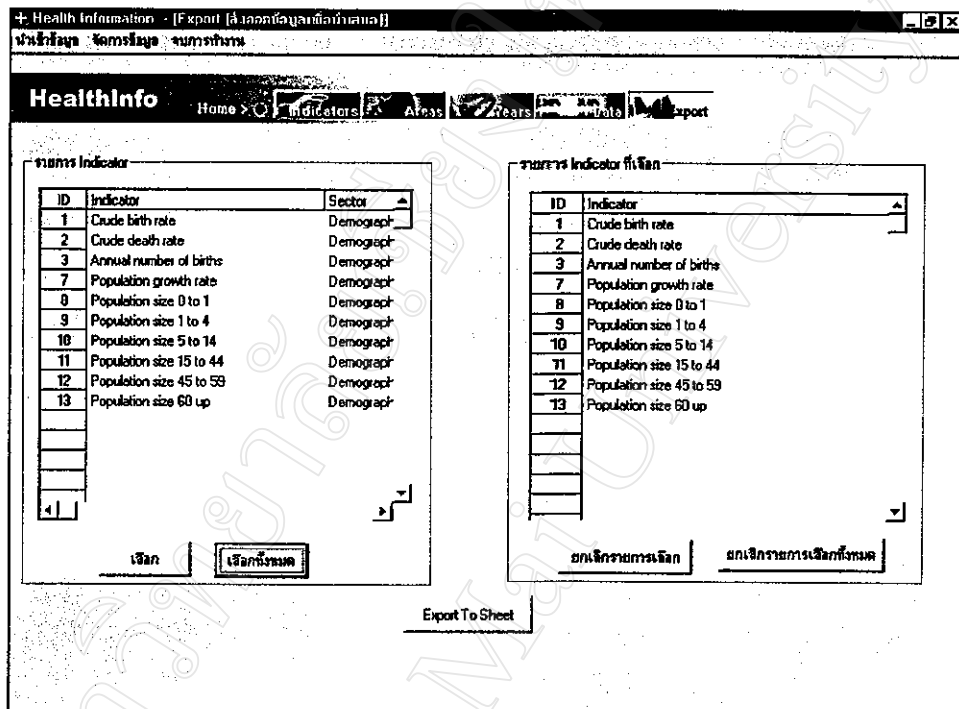 Health Information - [Export [ส่งออกข้อมูลเพื่อนำเสนอ]]
นำเข้าข้อมูล จัดการข้อมูล จบการทำงาน
HealthInfo Home > Indicators Areas Years Data Export
รายการ Indicator
ID Indicator Sector
1 Crude birth rate Demograph
2 Crude death rate Demograph
3 Annual number of births Demograph
7 Population growth rate Demograph
8 Population size 0 to 1 Demograph
9 Population size 1 to 4 Demograph
10 Population size 5 to 14 Demograph
11 Population size 15 to 44 Demograph
12 Population size 45 to 59 Demograph
13 Population size 60 up Demograph
เลือก เลือกทั้งหมด
รายการ Indicator ที่เลือก
ID Indicator
1 Crude birth rate
2 Crude death rate
3 Annual number of births
7 Population growth rate
8 Population size 0 to 1
9 Population size 1 to 4
10 Population size 5 to 14
11 Population size 15 to 44
12 Population size 45 to 59
13 Population size 60 up
ยกเลิกรายการเลือก ยกเลิกรายการเลือกทั้งหมด
Export To Sheet
Mai University